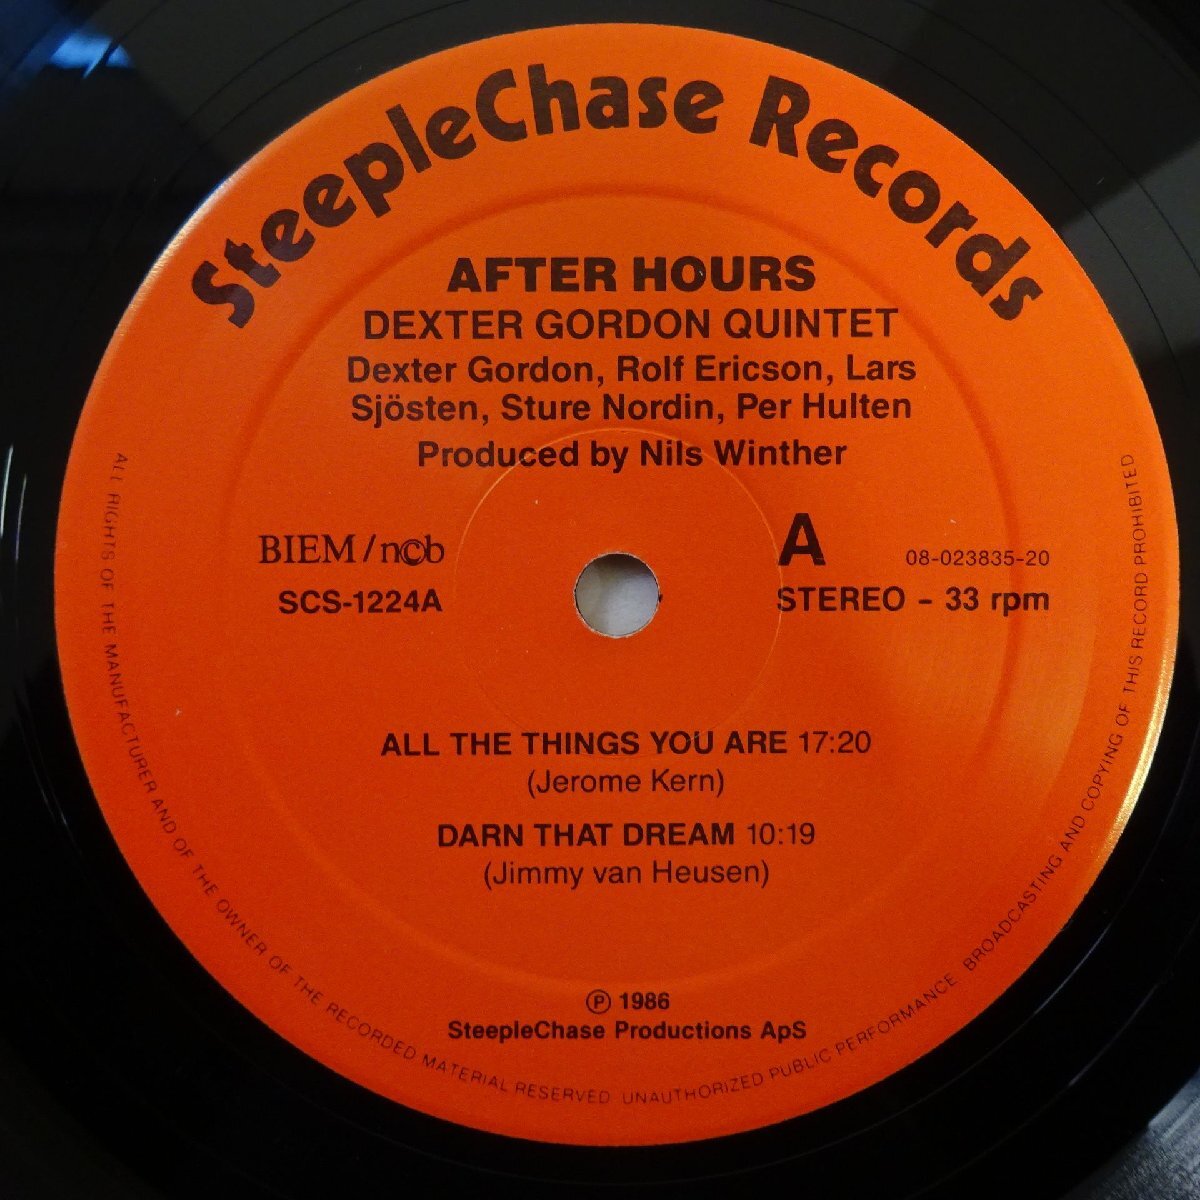 SteepleChase Records
AFTER HOURS
DEXTER GORDON QUINTET
Dexter Gordon, Rolf Ericson, Lars
Sjösten, Sture Nordin, Per Hulten
Produced by Nils Winther
BIEM/n©b
SCS-1224A
A
08-023835-20
STEREO - 33 rpm
ALL THE THINGS YOU ARE 17:20
(Jerome Kern)
DARN THAT DREAM 10:19
(Jimmy van Heusen)
℗ 1986
SteepleChase Productions ApS
ALL RIGHTS OF THE MANUFACTURER AND OF THE OWNER OF THE RECORDED MATERIAL RESERVED UNAUTHORIZED PUBLIC PERFORMANCE BROADCASTING AND COPYING OF THIS RECORD PROHIBITED